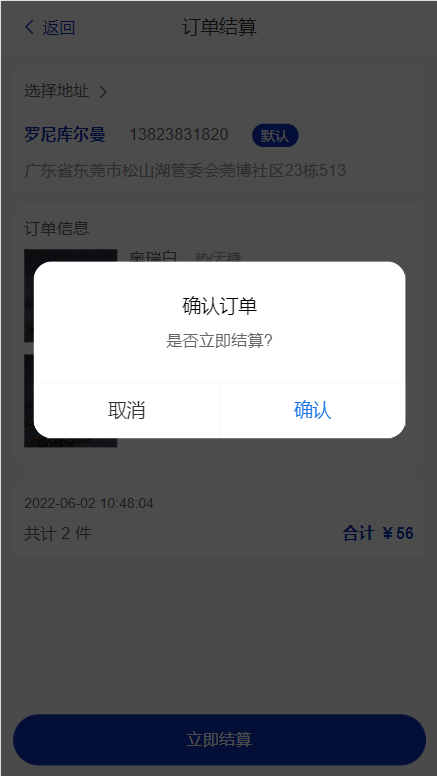 返回
订单结算
选择地址
罗尼库尔曼 13823831820 默认
广东省东莞市松山湖管委会莞博社区23栋513
订单信息
奥瑞白 热/无糖
确认订单
是否立即结算?
取消 确认
2022-06-02 10:48:04
共计 2 件 合计 ￥56
立即结算